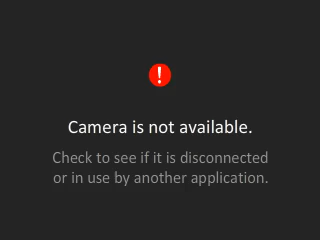 Camera is not available.
Check to see if it is disconnected
or in use by another application.